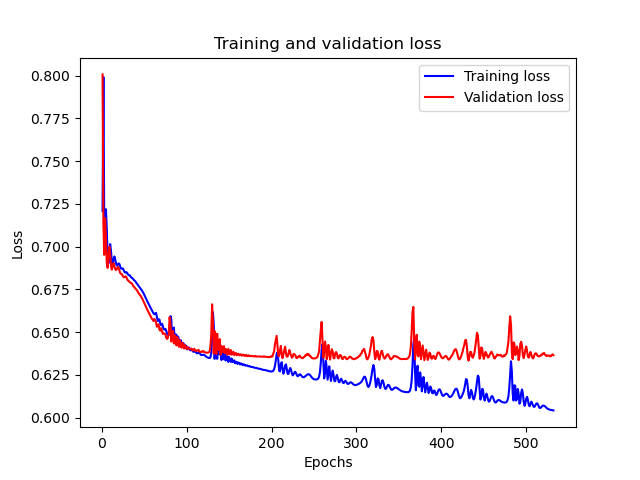 Training and validation loss
Training loss
Validation loss
0.800
0.775
0.750
0.725
0.700
0.675
0.650
0.625
0.600
Loss
0 100 200 300 400 500
Epochs